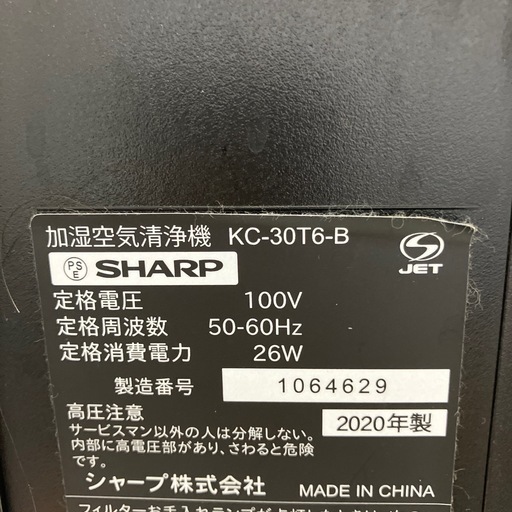 加湿空気清浄機 KC-30T6-B
PS E SHARP
JET
定格電圧 100V
定格周波数 50-60Hz
定格消費電力 26W
製造番号 1064629
高圧注意 2020年製
サービスマン以外の人は分解しない。
内部に高電圧部があり、さわると危険
です。
シャープ株式会社 MADE IN CHINA